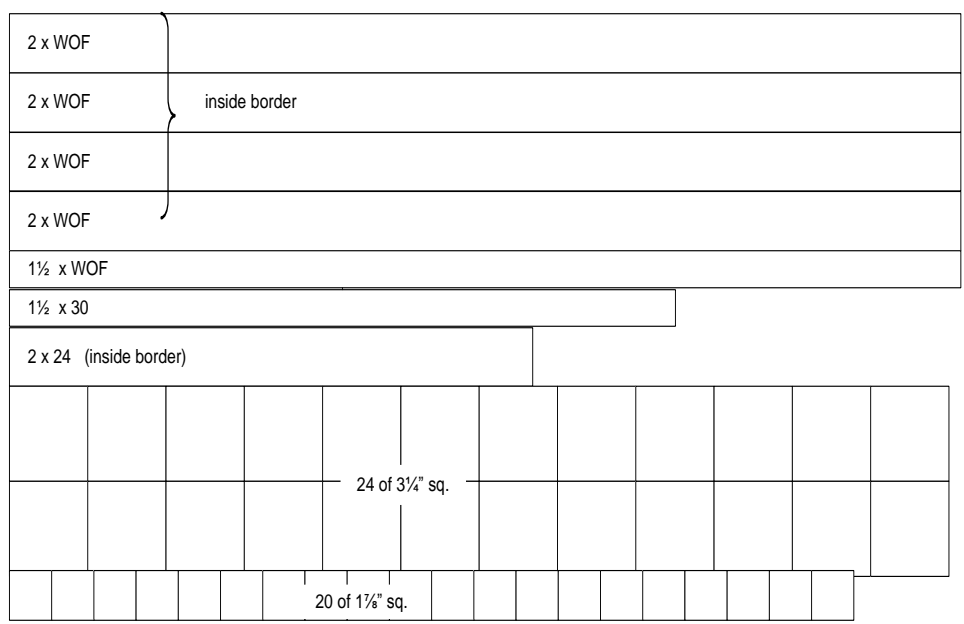 2 x WOF
2 x WOF inside border
2 x WOF
2 x WOF
1½ x WOF
1½ x 30
2 x 24 (inside border)
24 of 3¼” sq.
20 of 1⅞” sq.